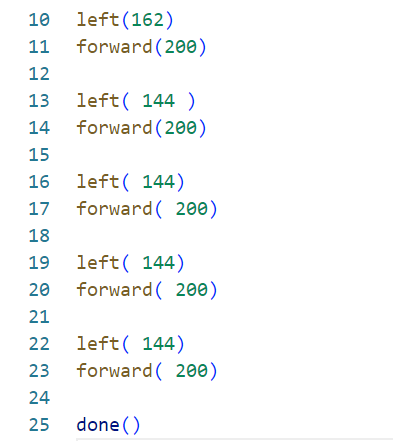 10 left(162)
11 forward(200)
12
13 left( 144 )
14 forward(200)
15
16 left( 144)
17 forward( 200)
18
19 left( 144)
20 forward( 200)
21
22 left( 144)
23 forward( 200)
24
25 done()